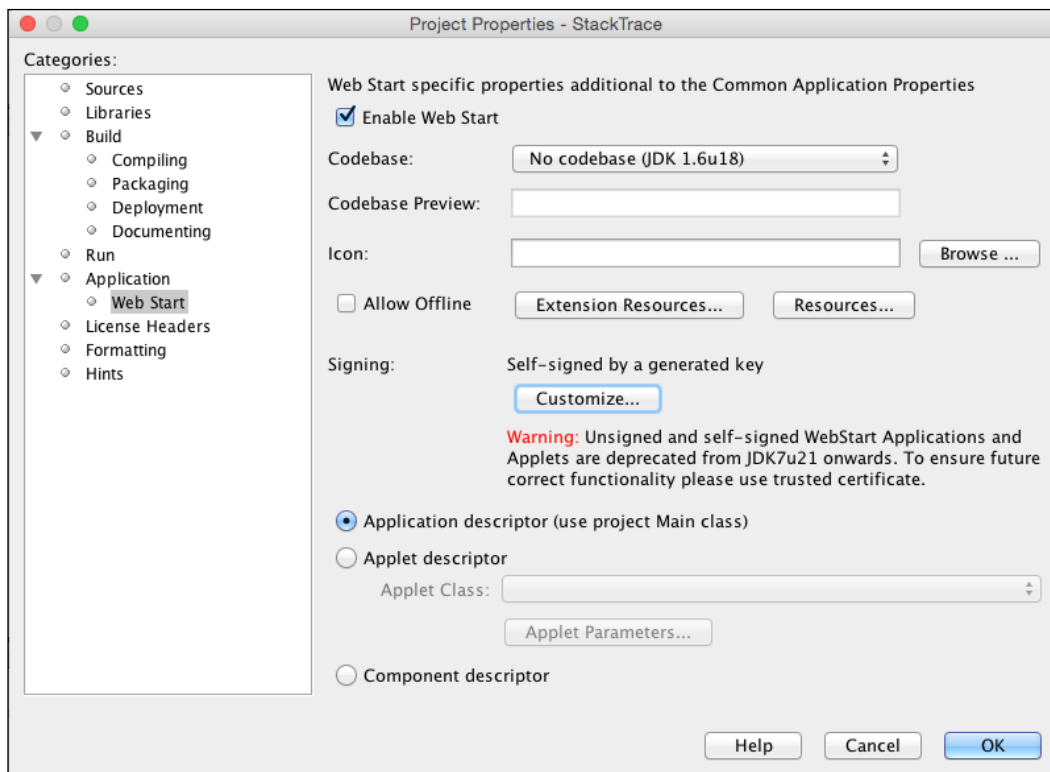 Project Properties - StackTrace
Categories:
Sources
Libraries
Build
Compiling
Packaging
Deployment
Documenting
Run
Application
Web Start
License Headers
Formatting
Hints
Web Start specific properties additional to the Common Application Properties
Enable Web Start
Codebase: No codebase (JDK 1.6u18)
Codebase Preview:
Icon: Browse ...
Allow Offline Extension Resources... Resources...
Signing: Self-signed by a generated key
Customize...
Warning: Unsigned and self-signed WebStart Applications and
Applets are deprecated from JDK7u21 onwards. To ensure future
correct functionality please use trusted certificate.
Application descriptor (use project Main class)
Applet descriptor
Applet Class:
Applet Parameters...
Component descriptor
Help Cancel OK